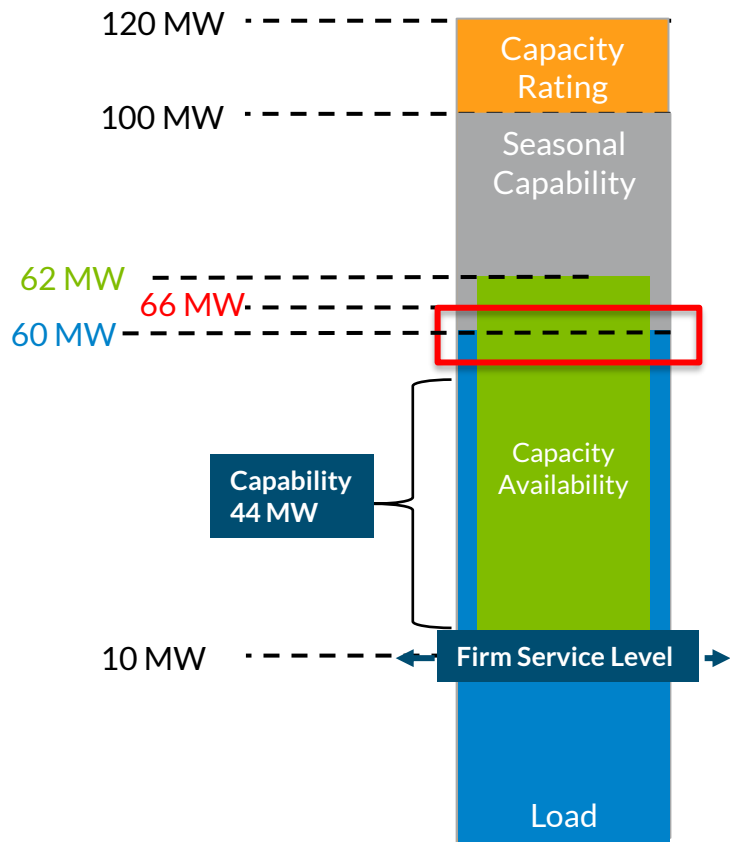 120 MW
Capacity
Rating
100 MW
Seasonal
Capability
62 MW
66 MW
60 MW
Capacity
Availability
Capability
44 MW
10 MW
Firm Service Level
Load